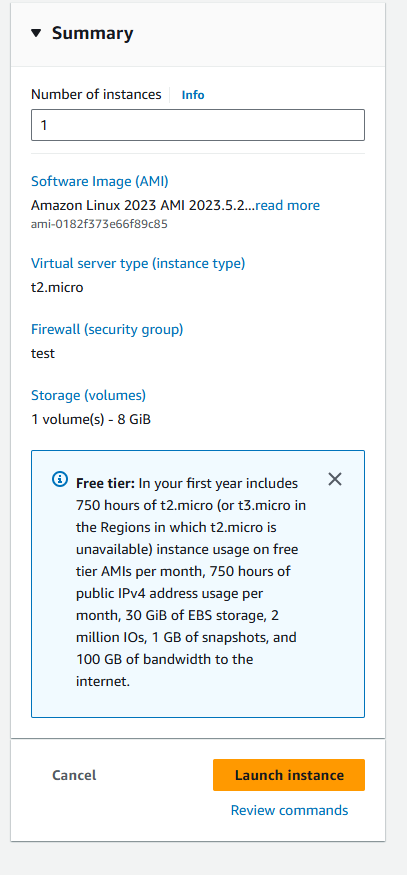 Summary
Number of instances Info
1
Software Image (AMI)
Amazon Linux 2023 AMI 2023.5.2...read more
ami-0182f373e66f89c85
Virtual server type (instance type)
t2.micro
Firewall (security group)
test
Storage (volumes)
1 volume(s) - 8 GiB
Free tier: In your first year includes
750 hours of t2.micro (or t3.micro in
the Regions in which t2.micro is
unavailable) instance usage on free
tier AMIs per month, 750 hours of
public IPv4 address usage per
month, 30 GiB of EBS storage, 2
million IOs, 1 GB of snapshots, and
100 GB of bandwidth to the
internet.
Cancel Launch instance
Review commands